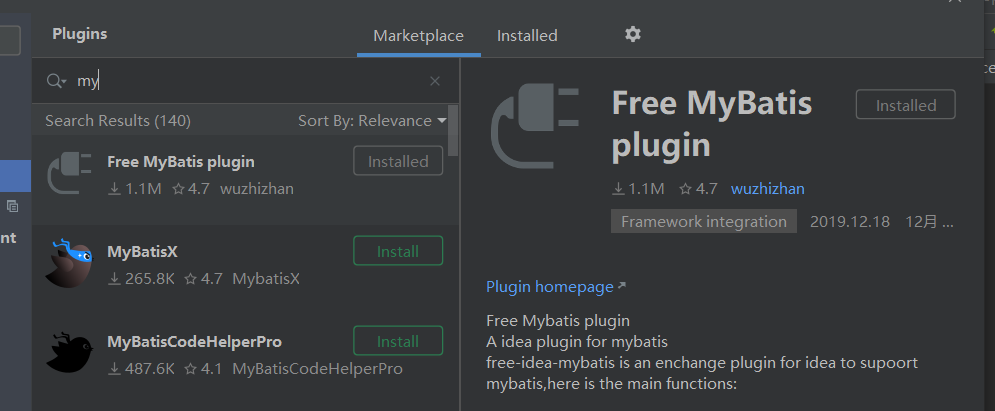 Plugins
Marketplace
Installed
my
Search Results (140)
Sort By: Relevance
Free MyBatis plugin
Installed
1.1M
4.7
wuzhizhan
MyBatisX
Install
265.8K
4.7
MybatisX
MyBatisCodeHelperPro
Install
487.6K
4.1
MyBatisCodeHelperPro
Free MyBatis
plugin
Installed
1.1M
4.7
wuzhizhan
Framework integration
2019.12.18
12月 ...
Plugin homepage
Free Mybatis plugin
A idea plugin for mybatis
free-idea-mybatis is an enchange plugin for idea to supoort
mybatis,here is the main functions:
nt
ce